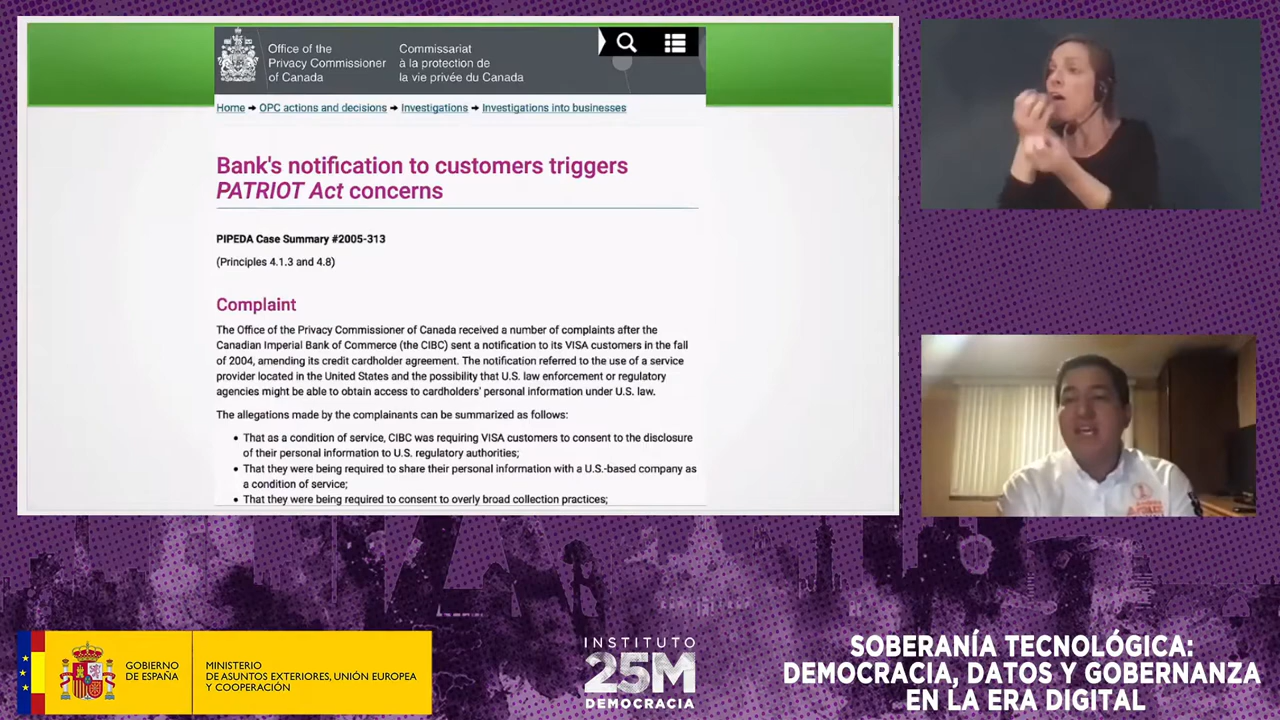 Office of the
Privacy Commissioner
of Canada
Commissariat
à la protection de
la vie privée du Canada
Home ➔ OPC actions and decisions ➔ Investigations ➔ Investigations into businesses
Bank's notification to customers triggers
PATRIOT Act concerns
PIPEDA Case Summary #2005-313
(Principles 4.1.3 and 4.8)
Complaint
The Office of the Privacy Commissioner of Canada received a number of complaints after the
Canadian Imperial Bank of Commerce (the CIBC) sent a notification to its VISA customers in the fall
of 2004, amending its credit cardholder agreement. The notification referred to the use of a service
provider located in the United States and the possibility that U.S. law enforcement or regulatory
agencies might be able to obtain access to cardholders' personal information under U.S. law.
The allegations made by the complainants can be summarized as follows:
• That as a condition of service, CIBC was requiring VISA customers to consent to the disclosure
of their personal information to U.S. regulatory authorities;
• That they were being required to share their personal information with a U.S.-based company as
a condition of service;
• That they were being required to consent to overly broad collection practices;
GOBIERNO
DE ESPAÑA
MINISTERIO
DE ASUNTOS EXTERIORES, UNIÓN EUROPEA
Y COOPERACIÓN
INSTITUTO
25M
DEMOCRACIA
SOBERANÍA TECNOLÓGICA:
DEMOCRACIA, DATOS Y GOBERNANZA
EN LA ERA DIGITAL